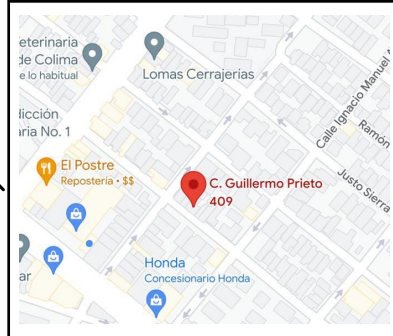 eterinaria
de Colima
e lo habitual
Lomas Cerrajerías
dicción
aria No. 1
Calle Ignacio Manuel A
Ramón
Justo Sierra
El Postre
Repostería • $$
C. Guillermo Prieto
409
ar
Honda
Concesionario Honda